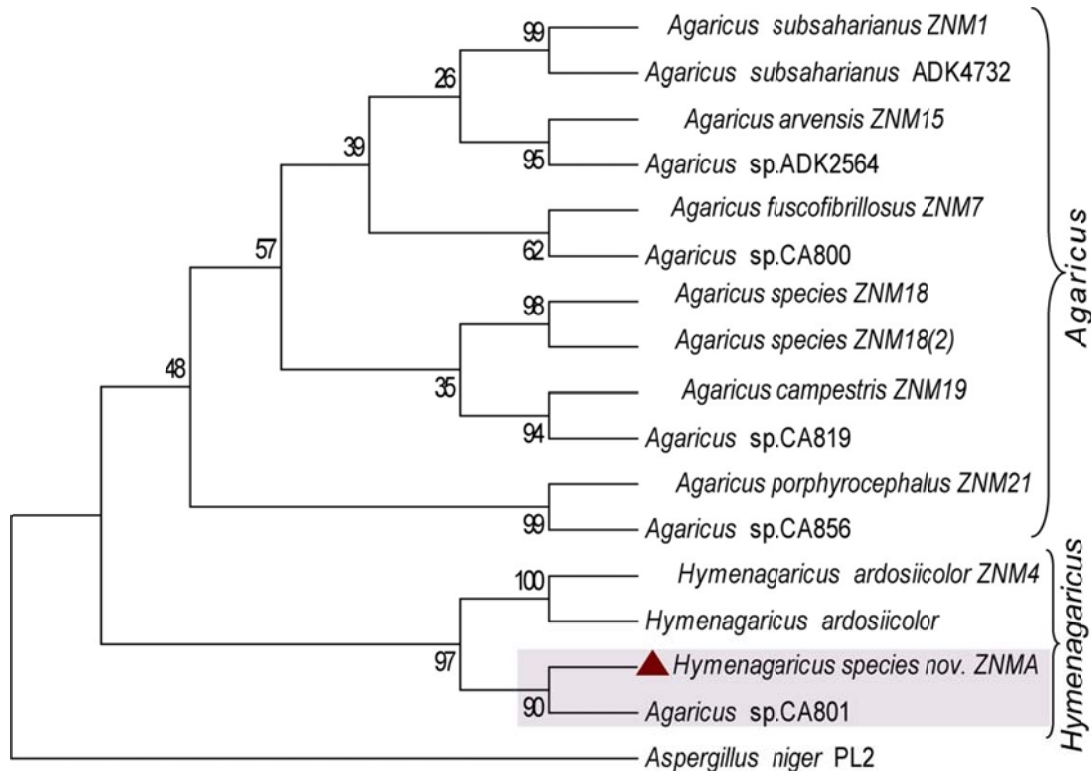 99
Agaricus subsaharianus ZNM1
Agaricus subsaharianus ADK4732
26
Agaricus arvensis ZNM15
95
Agaricus sp.ADK2564
39
Agaricus fuscofibrillosus ZNM7
62
Agaricus sp.CA800
57
98
Agaricus species ZNM18
Agaricus species ZNM18(2)
35
Agaricus campestris ZNM19
94
Agaricus sp.CA819
48
Agaricus porphyrocephalus ZNM21
99
Agaricus sp.CA856
Agaricus
100
Hymenagaricus ardosiicolor ZNM4
Hymenagaricus ardosiicolor
97
Hymenagaricus species nov. ZNMA
90
Agaricus sp.CA801
Hymenagaricus
Aspergillus niger PL2